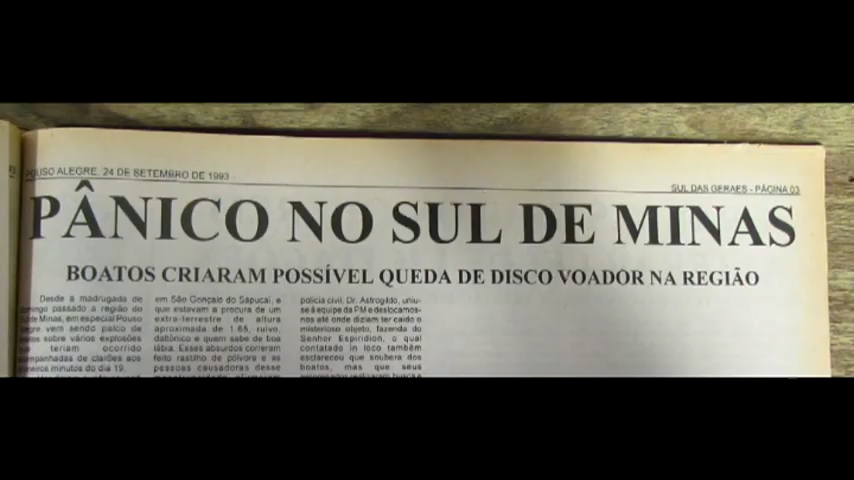 POUSO ALEGRE, 24 DE SETEMBRO DE 1993
SUL DAS GERAES - PÁGINA 03
PÂNICO NO SUL DE MINAS
BOATOS CRIARAM POSSÍVEL QUEDA DE DISCO VOADOR NA REGIÃO
Desde a madrugada de
domingo passado a região do
de Minas, em especial Pouso
vem sendo palco de
sobre várias explosões
que teriam ocorrido
acompanhadas de clarões aos
primeiros minutos do dia 19.
em São Gonçalo do Sapucaí, e
que estavam a procura de um
extra-terrestre de altura
aproximada de 1.65, ruivo,
daltônico e quem sabe de boa
lábia. Esses absurdos correram
feito rastilho de pólvora e as
pessoas causadoras desse
polícia civil, Dr. Astrogildo, uniu-
se à equipe da PM e deslocamos-
nos até onde diziam ter caído o
misterioso objeto, fazenda do
Senhor Espiridion, o qual
contatado in loco também
esclareceu que soubera dos
boatos, mas que seus